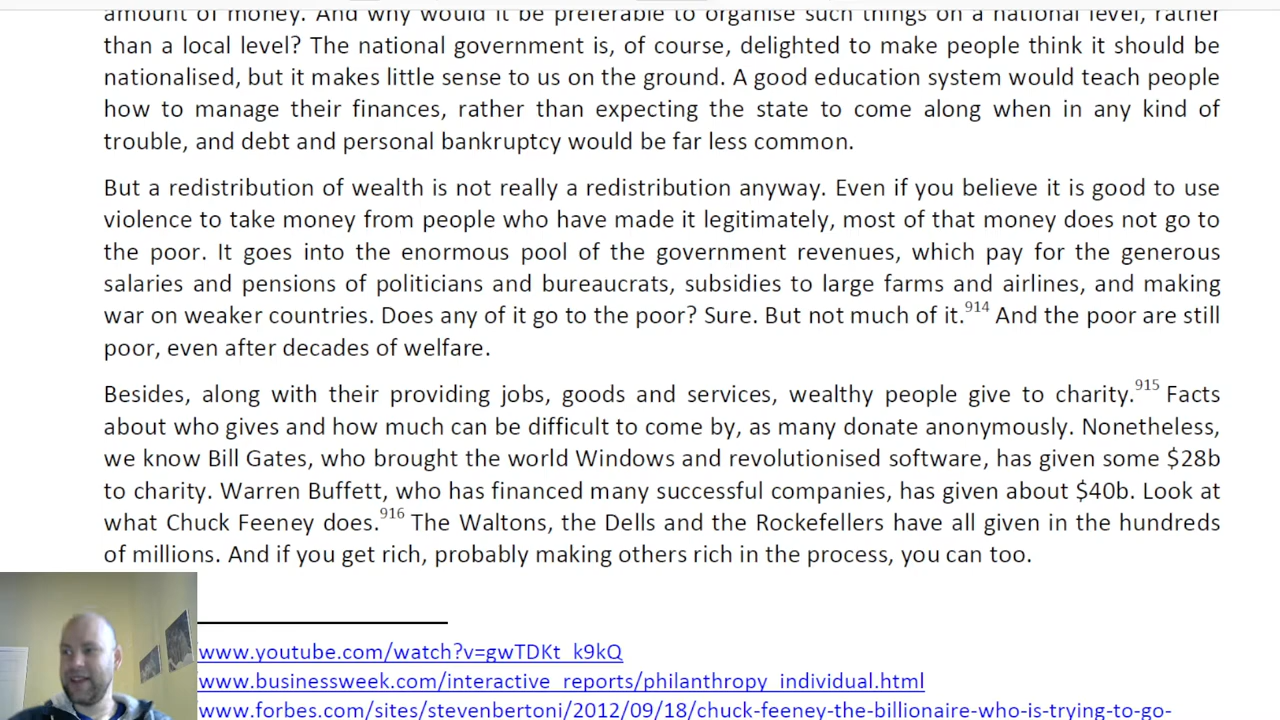 amount of money. And why would it be preferable to organise such things on a national level, rather
than a local level? The national government is, of course, delighted to make people think it should be
nationalised, but it makes little sense to us on the ground. A good education system would teach people
how to manage their finances, rather than expecting the state to come along when in any kind of
trouble, and debt and personal bankruptcy would be far less common.
But a redistribution of wealth is not really a redistribution anyway. Even if you believe it is good to use
violence to take money from people who have made it legitimately, most of that money does not go to
the poor. It goes into the enormous pool of the government revenues, which pay for the generous
salaries and pensions of politicians and bureaucrats, subsidies to large farms and airlines, and making
war on weaker countries. Does any of it go to the poor? Sure. But not much of it.914 And the poor are still
poor, even after decades of welfare.
Besides, along with their providing jobs, goods and services, wealthy people give to charity.915 Facts
about who gives and how much can be difficult to come by, as many donate anonymously. Nonetheless,
we know Bill Gates, who brought the world Windows and revolutionised software, has given some $28b
to charity. Warren Buffett, who has financed many successful companies, has given about $40b. Look at
what Chuck Feeney does.916 The Waltons, the Dells and the Rockefellers have all given in the hundreds
of millions. And if you get rich, probably making others rich in the process, you can too.
www.youtube.com/watch?v=gwTDKt_k9kQ
www.businessweek.com/interactive_reports/philanthropy_individual.html
www.forbes.com/sites/stevenbertoni/2012/09/18/chuck-feeney-the-billionaire-who-is-trying-to-go-